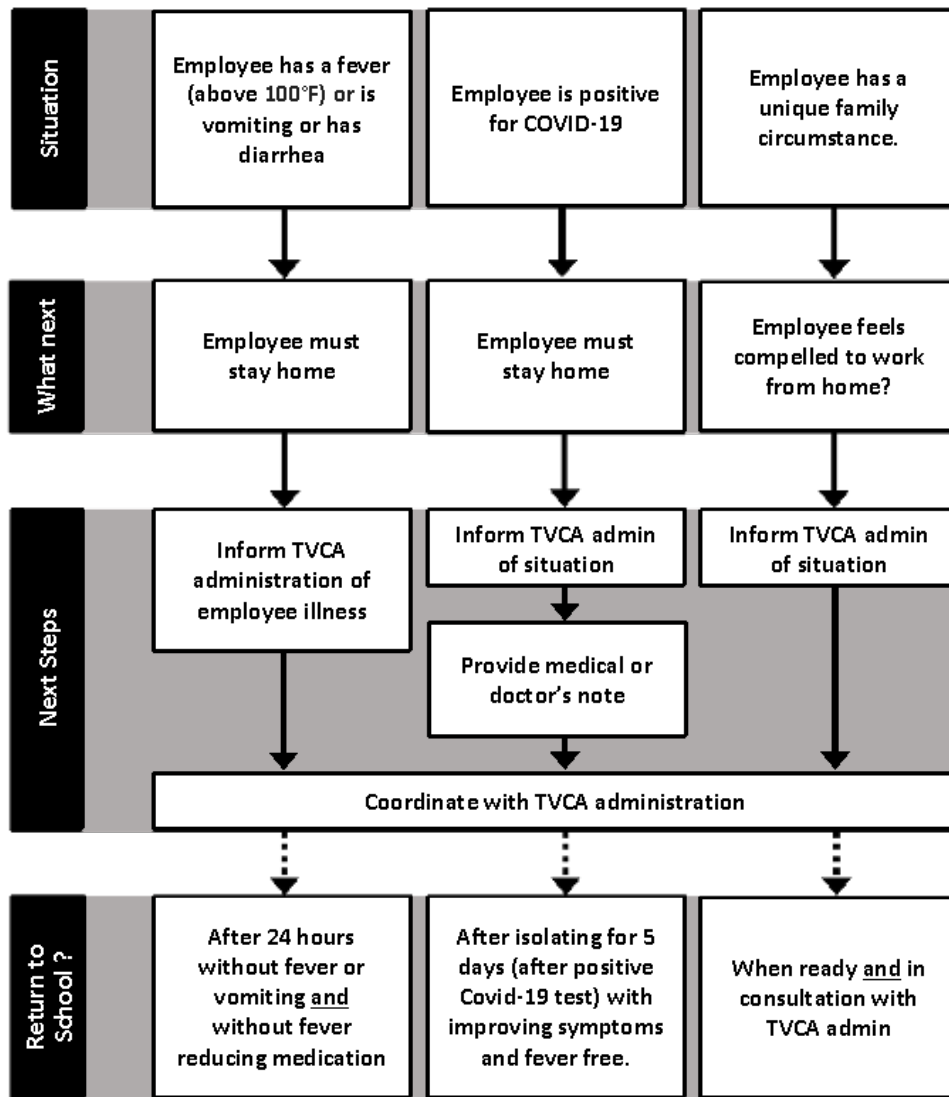 Situation
Employee has a fever
(above 100°F) or is
vomiting or has
diarrhea
Employee is positive
for COVID-19
Employee has a
unique family
circumstance.
What next
Employee must
stay home
Employee must
stay home
Employee feels
compelled to work
from home?
Next Steps
Inform TVCA
administration of
employee illness
Inform TVCA admin
of situation
Provide medical or
doctor's note
Inform TVCA admin
of situation
Coordinate with TVCA administration
Return to
School ?
After 24 hours
without fever or
vomiting and
without fever
reducing medication
After isolating for 5
days (after positive
Covid-19 test) with
improving symptoms
and fever free.
When ready and in
consultation with
TVCA admin